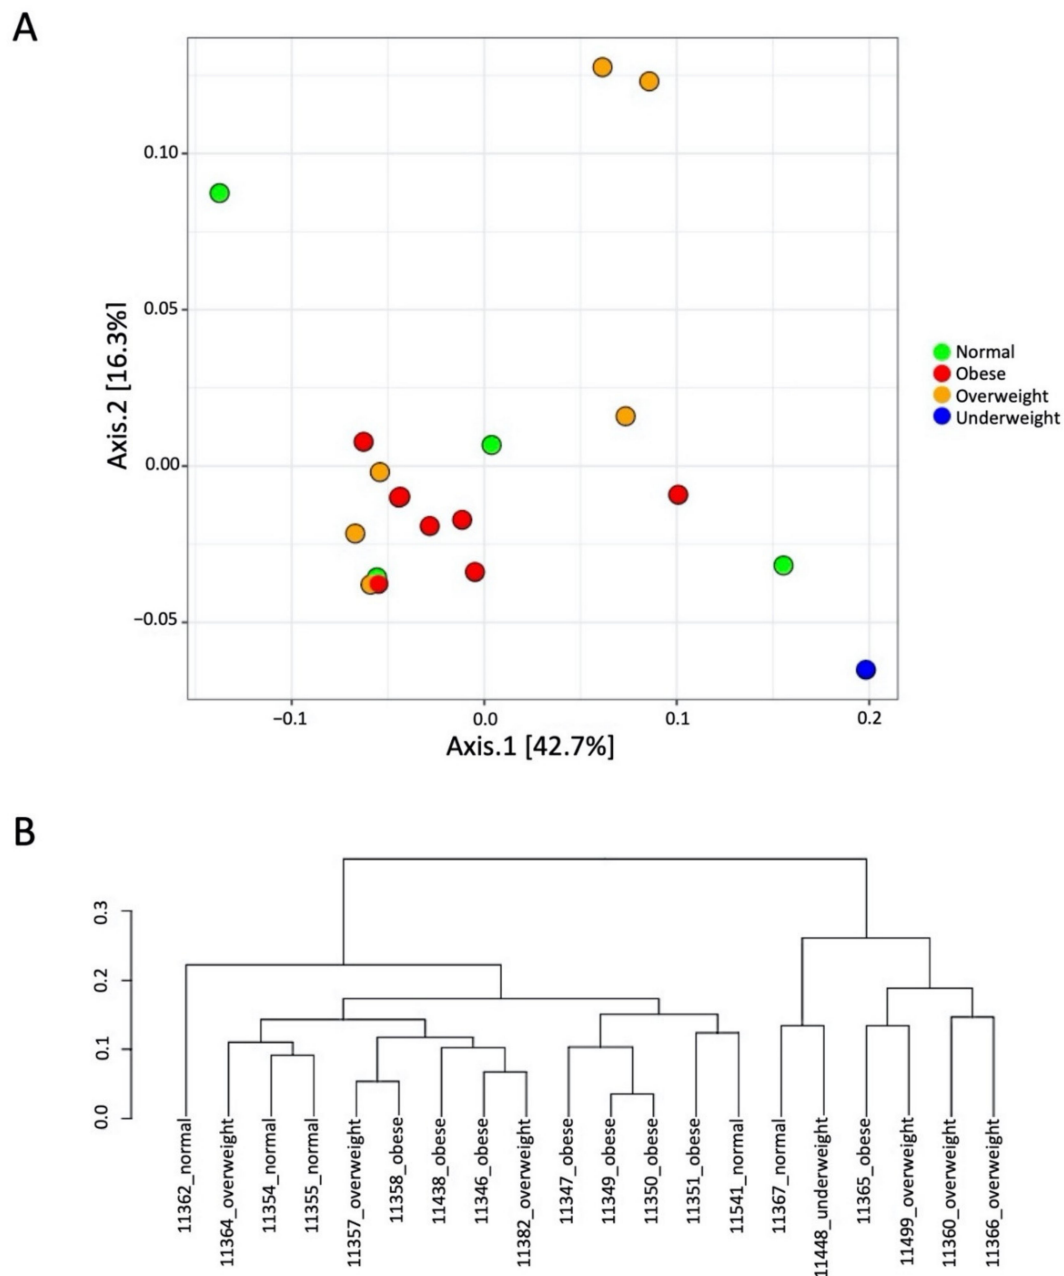 A
0.10
0.05
0.00
−0.05
Axis.2 [16.3%]
−0.1
0.0
0.1
0.2
Axis.1 [42.7%]
Normal
Obese
Overweight
Underweight
B
0.3
0.2
0.1
0.0
11362_normal
11364_overweight
11354_normal
11355_normal
11357_overweight
11358_obese
11438_obese
11346_obese
11382_overweight
11347_obese
11349_obese
11350_obese
11351_obese
11541_normal
11367_normal
11448_underweight
11365_obese
11499_overweight
11360_overweight
11366_overweight